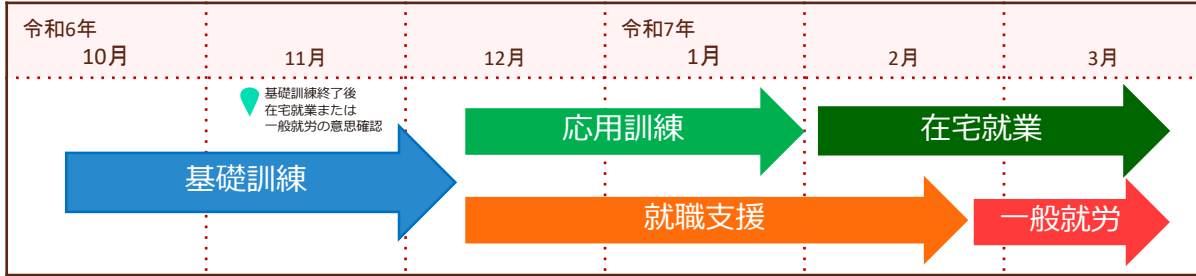 令和6年
10月
11月
12月
令和7年
1月
2月
3月
基礎訓練終了後
在宅就業または
一般就労の意思確認
基礎訓練
応用訓練
在宅就業
就職支援
一般就労